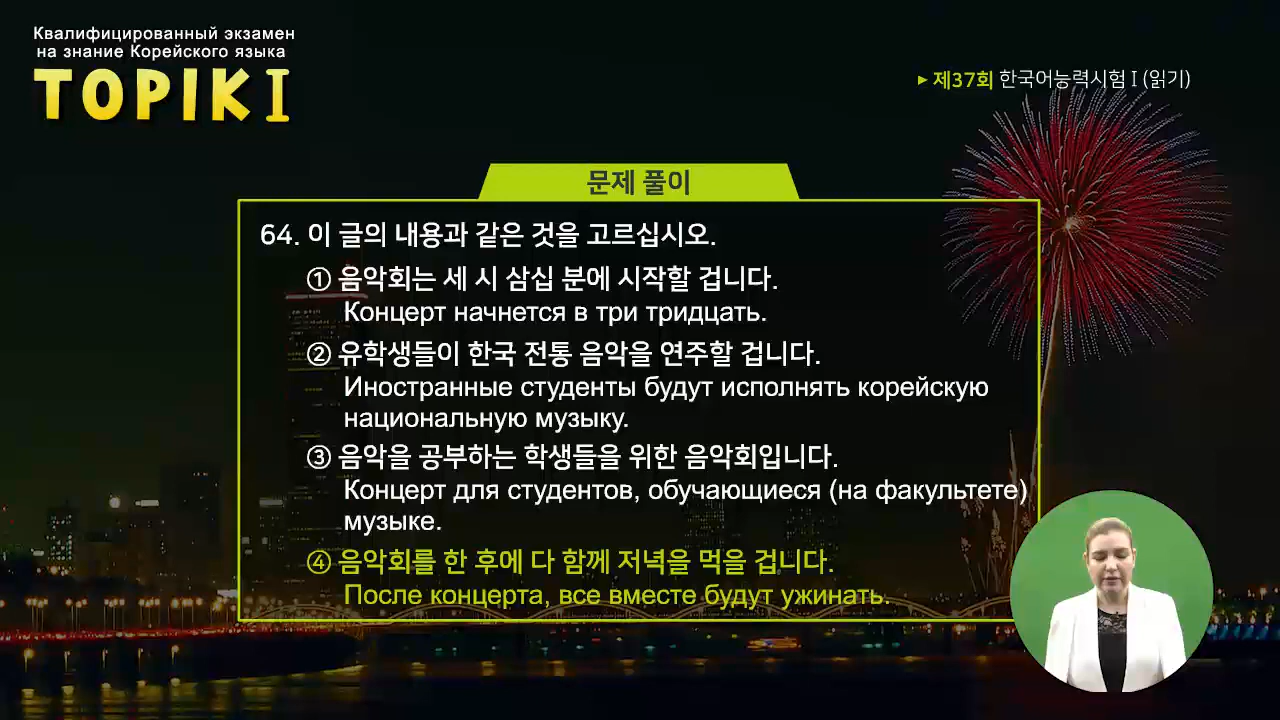 Квалифицированный экзамен
на знание Корейского языка
TOPIK I
▶ 제37회 한국어능력시험 I (읽기)
문제 풀이
64. 이 글의 내용과 같은 것을 고르십시오.
① 음악회는 세 시 삼십 분에 시작할 겁니다.
Концерт начнется в три тридцать.
② 유학생들이 한국 전통 음악을 연주할 겁니다.
Иностранные студенты будут исполнять корейскую
национальную музыку.
③ 음악을 공부하는 학생들을 위한 음악회입니다.
Концерт для студентов, обучающиеся (на факультете)
музыке.
④ 음악회를 한 후에 다 함께 저녁을 먹을 겁니다.
После концерта, все вместе будут ужинать.